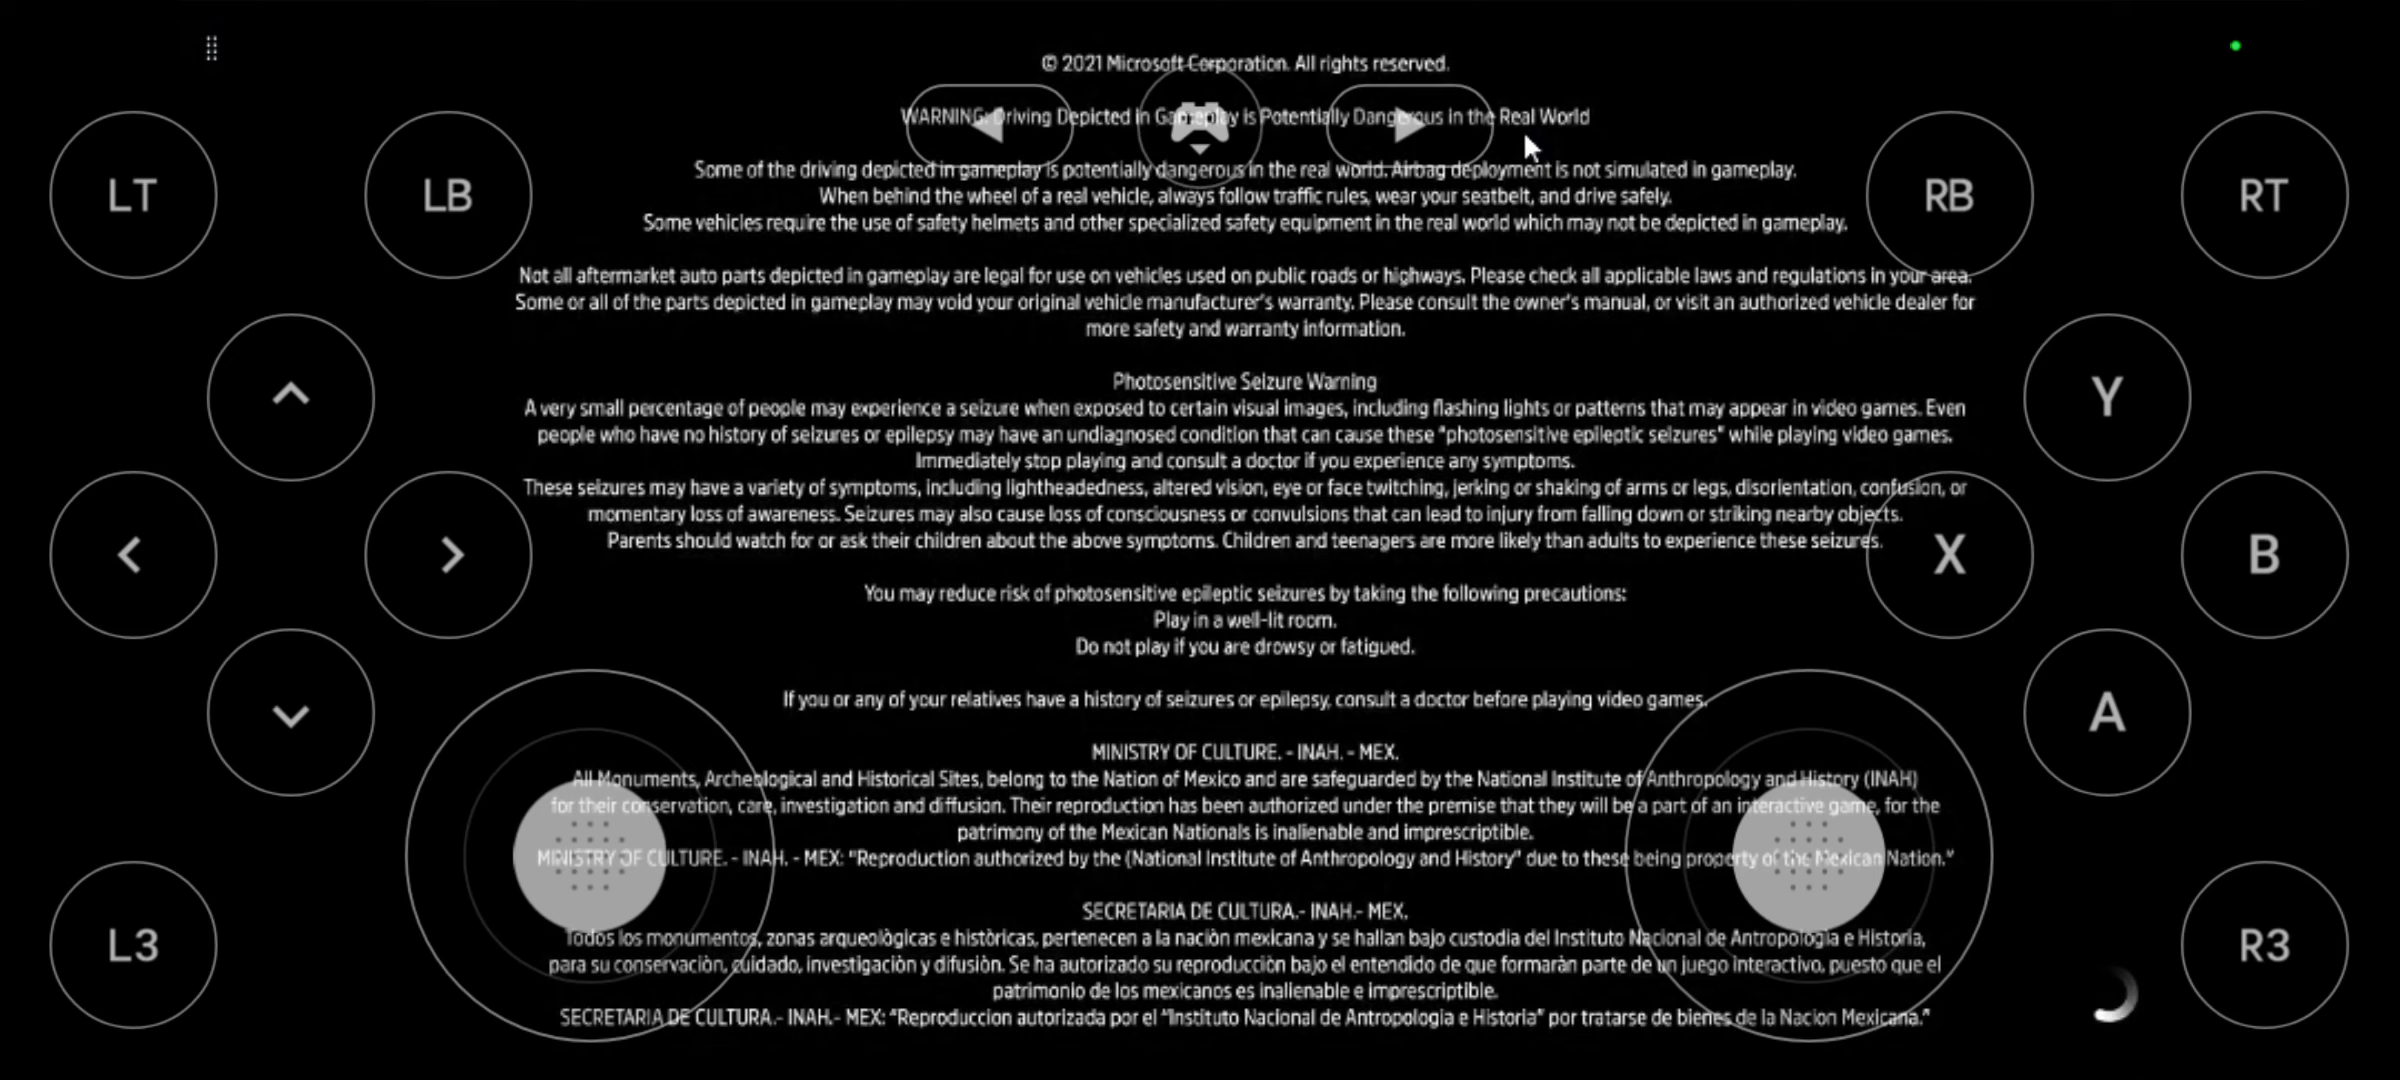 © 2021 Microsoft Corporation. All rights reserved.
WARNING: Driving Depicted in Gameplay is Potentially Dangerous in the Real World
LT
LB
RB
RT
Some of the driving depicted in gameplay is potentially dangerous in the real world. Airbag deployment is not simulated in gameplay.
When behind the wheel of a real vehicle, always follow traffic rules, wear your seatbelt, and drive safely.
Some vehicles require the use of safety helmets and other specialized safety equipment in the real world which may not be depicted in gameplay.
Not all aftermarket auto parts depicted in gameplay are legal for use on vehicles used on public roads or highways. Please check all applicable laws and regulations in your area.
Some or all of the parts depicted in gameplay may void your original vehicle manufacturer's warranty. Please consult the owner's manual, or visit an authorized vehicle dealer for
more safety and warranty information.
Photosensitive Seizure Warning
Y
A very small percentage of people may experience a seizure when exposed to certain visual images, including flashing lights or patterns that may appear in video games. Even
people who have no history of seizures or epilepsy may have an undiagnosed condition that can cause these "photosensitive epileptic seizures" while playing video games.
Immediately stop playing and consult a doctor if you experience any symptoms.
These seizures may have a variety of symptoms, including lightheadedness, altered vision, eye or face twitching, jerking or shaking of arms or legs, disorientation, confusion, or
momentary loss of awareness. Seizures may also cause loss of consciousness or convulsions that can lead to injury from falling down or striking nearby objects.
Parents should watch for or ask their children about the above symptoms. Children and teenagers are more likely than adults to experience these seizures.
X
B
You may reduce risk of photosensitive epileptic seizures by taking the following precautions:
Play in a well-lit room.
Do not play if you are drowsy or fatigued.
If you or any of your relatives have a history of seizures or epilepsy, consult a doctor before playing video games.
A
MINISTRY OF CULTURE. - INAH. - MEX.
All Monuments, Archeological and Historical Sites, belong to the Nation of Mexico and are safeguarded by the National Institute of Anthropology and History (INAH)
for their conservation, care, investigation and diffusion. Their reproduction has been authorized under the premise that they will be a part of an interactive game, for the
patrimony of the Mexican Nationals is inalienable and imprescriptible.
MINISTRY OF CULTURE. - INAH. - MEX: "Reproduction authorized by the (National Institute of Anthropology and History" due to these being property of the Mexican Nation."
SECRETARIA DE CULTURA.- INAH.- MEX.
L3
R3
Todos los monumentos, zonas arqueològicas e històricas, pertenecen a la naciòn mexicana y se hallan bajo custodia del Instituto Nacional de Antropologìa e Historia,
para su conservaciòn, cuidado, investigaciòn y difusiòn. Se ha autorizado su reproducciòn bajo el entendido de que formaràn parte de un juego interactivo, puesto que el
patrimonio de los mexicanos es inalienable e imprescriptible.
SECRETARIA DE CULTURA.- INAH.- MEX: "Reproduccion autorizada por el "Instituto Nacional de Antropologia e Historia" por tratarse de bienes de la Nacion Mexicana."